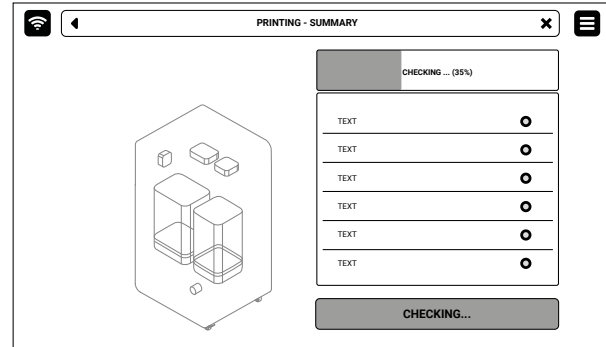 PRINTING - SUMMARY
CHECKING ... (35%)
TEXT
TEXT
TEXT
TEXT
TEXT
TEXT
CHECKING...